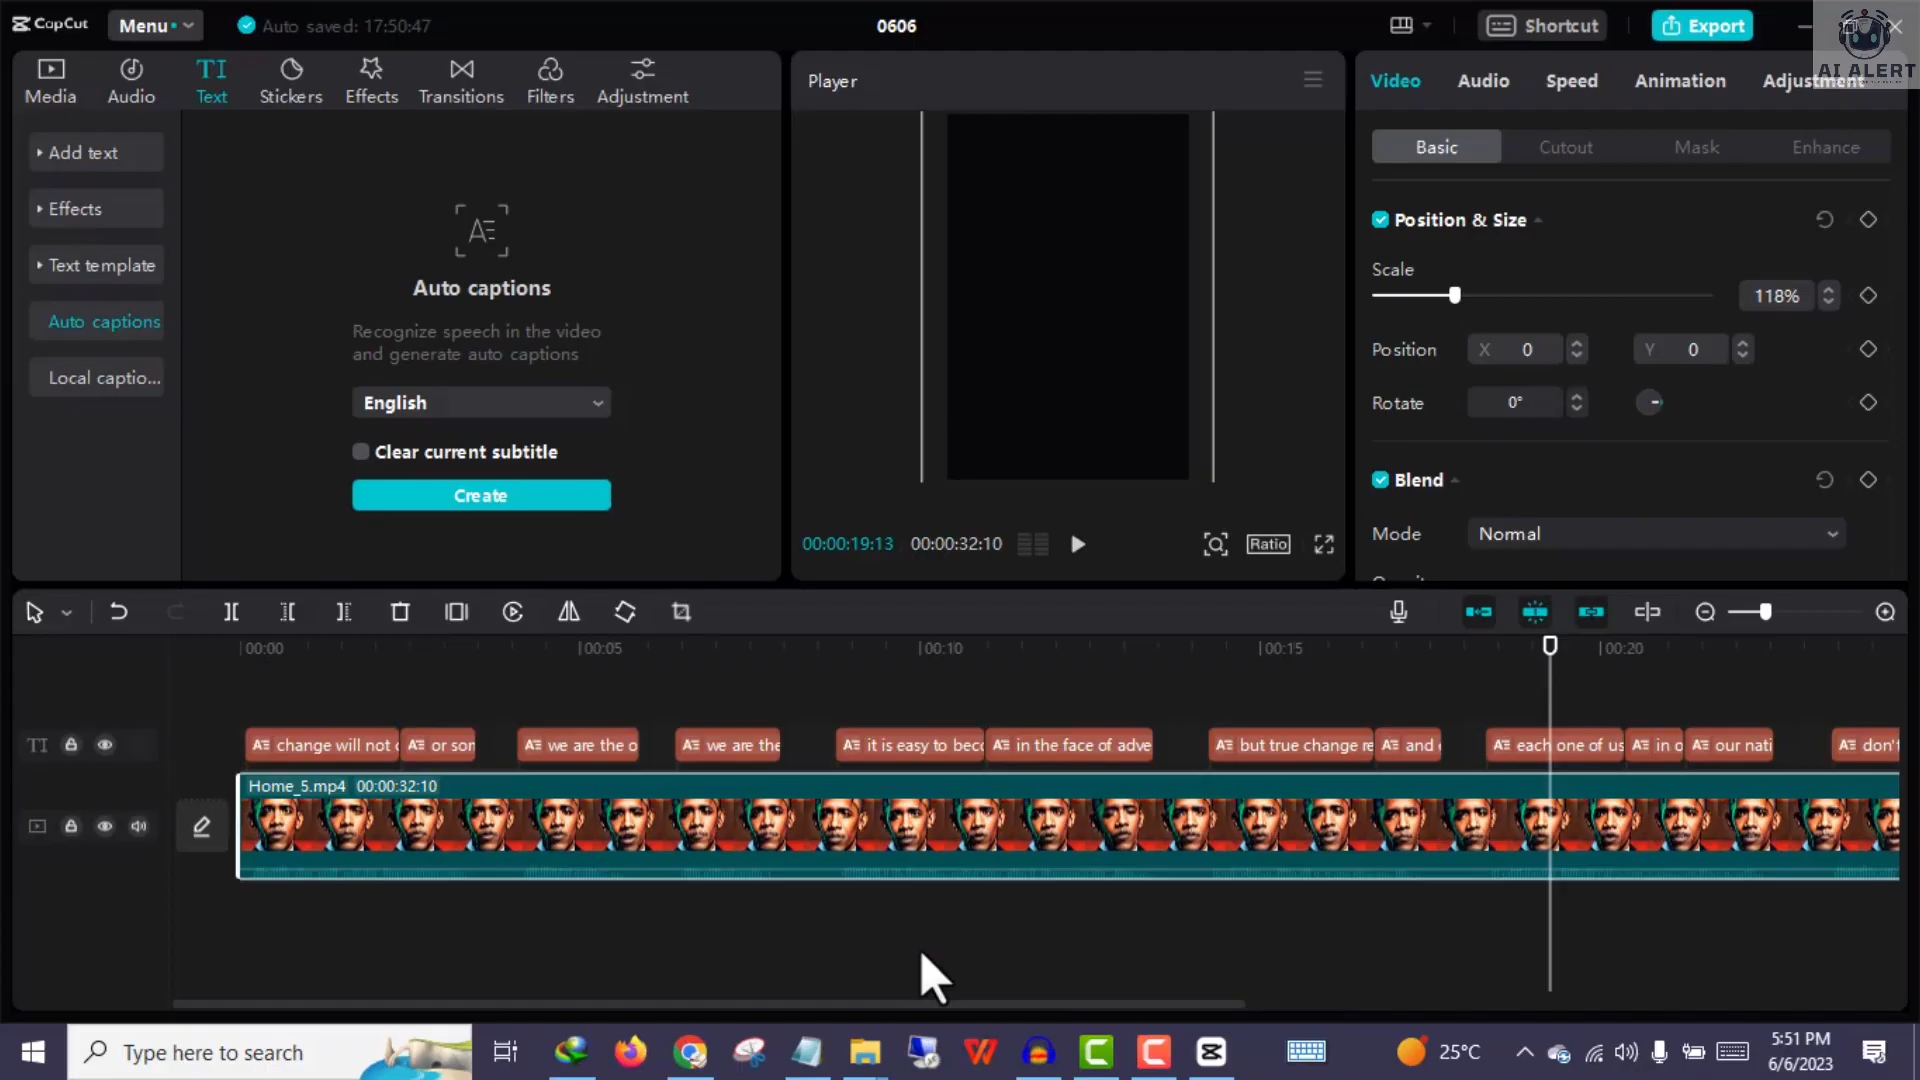 CapCut
Menu
Auto saved: 17:50:47
0606
Shortcut
Export
AI ALERT
Media
Audio
TI
Text
Stickers
Effects
Transitions
Filters
Adjustment
Add text
Effects
Text template
Auto captions
Local captio...
Auto captions
Recognize speech in the video
and generate auto captions
English
Clear current subtitle
Create
Player
00:00:19:13
00:00:32:10
Ratio
Video
Audio
Speed
Animation
Adjustment
Basic
Cutout
Mask
Enhance
Position & Size
Scale
118%
Position
X 0
Y 0
Rotate
0°
Blend
Mode
Normal
00:00
00:05
00:10
00:15
00:20
TI
change will not
or son
we are the o
we are the
it is easy to bec
in the face of adve
but true change re
and
each one of us
in o
our nati
don't
Home_5.mp4 00:00:32:10
Type here to search
25°C
5:51 PM
6/6/2023